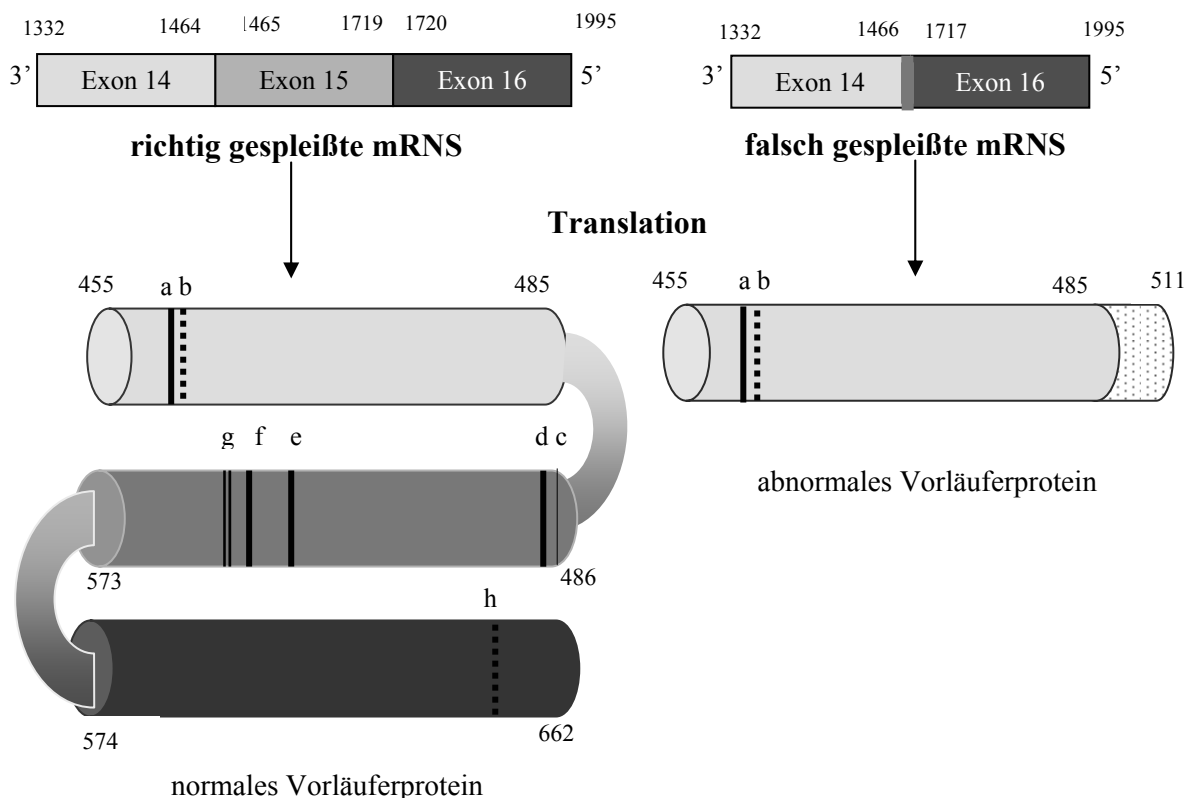 1332 1464 1465 1719 1720 1995
3’ Exon 14 Exon 15 Exon 16 5’
richtig gespleißte mRNS
1332 1466 1717 1995
3’ Exon 14 Exon 16 5’
falsch gespleißte mRNS
Translation
455 a b 485
g f e d c
573 486
h
574 662
normales Vorläuferprotein
455 a b 485 511
abnormales Vorläuferprotein